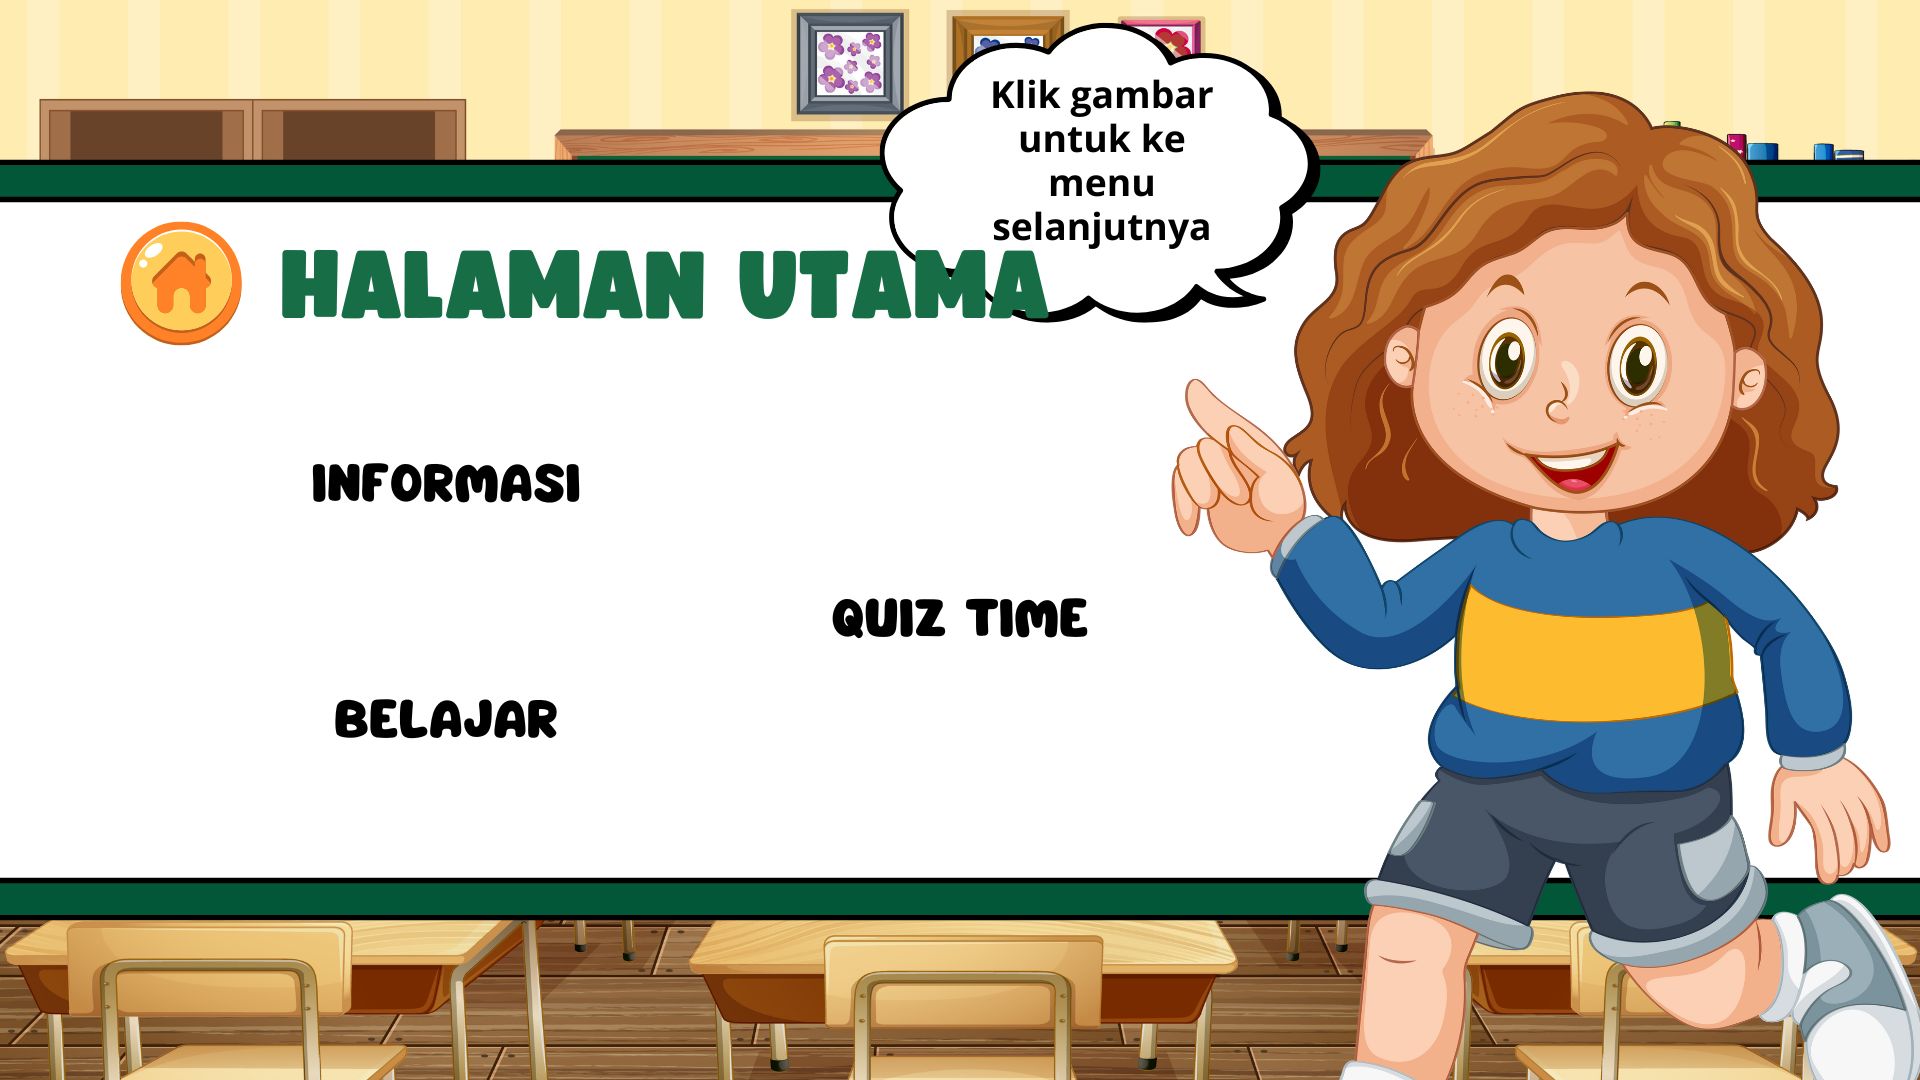 Klik gambar
untuk ke
menu
selanjutnya
HALAMAN UTAMA
INFORMASI
QUIZ TIME
BELAJAR